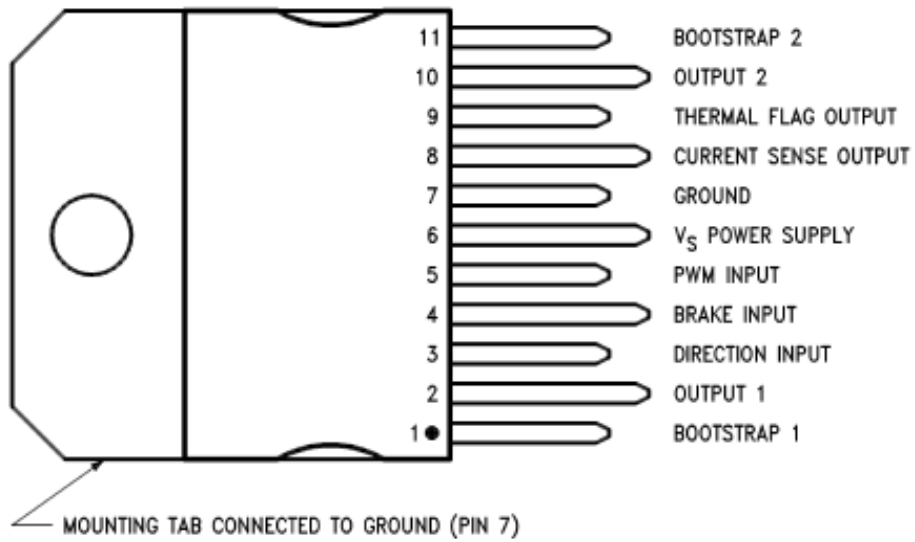 11 BOOTSTRAP 2
10 OUTPUT 2
9 THERMAL FLAG OUTPUT
8 CURRENT SENSE OUTPUT
7 GROUND
6 VS POWER SUPPLY
5 PWM INPUT
4 BRAKE INPUT
3 DIRECTION INPUT
2 OUTPUT 1
1 BOOTSTRAP 1
MOUNTING TAB CONNECTED TO GROUND (PIN 7)